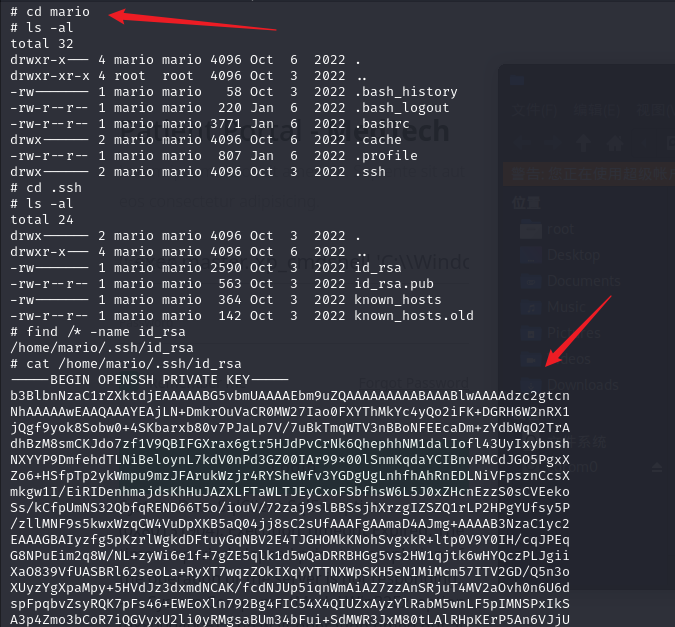 # cd mario
# ls -al
total 32
drwxr-x--- 4 mario mario 4096 Oct  6  2022 .
drwxr-xr-x 4 root  root  4096 Oct  3  2022 ..
-rw------- 1 mario mario   58 Oct  3  2022 .bash_history
-rw-r--r-- 1 mario mario  220 Jan  6  2022 .bash_logout
-rw-r--r-- 1 mario mario 3771 Jan  6  2022 .bashrc
drwx------ 2 mario mario 4096 Oct  3  2022 .cache
-rw-r--r-- 1 mario mario  807 Jan  6  2022 .profile
drwx------ 2 mario mario 4096 Oct  3  2022 .ssh
# cd .ssh
# ls -al
total 24
drwx------ 2 mario mario 4096 Oct  3  2022 .
drwxr-x--- 4 mario mario 4096 Oct  6  2022 ..
-rw------- 1 mario mario 2590 Oct  3  2022 id_rsa
-rw-r--r-- 1 mario mario  563 Oct  3  2022 id_rsa.pub
-rw------- 1 mario mario  364 Oct  3  2022 known_hosts
-rw-r--r-- 1 mario mario  142 Oct  3  2022 known_hosts.old
# find /* -name id_rsa
/home/mario/.ssh/id_rsa
# cat /home/mario/.ssh/id_rsa
-----BEGIN OPENSSH PRIVATE KEY-----
b3BlbnNzaC1rZXktdjEAAAAABG5vbmUAAAAEbm9uZQAAAAAAAAABAAABlwAAAAdzc2gtcn
NhAAAAAwEAAQAAAYEAjLN+DmkrOuVaCR0MW27Iao0FXYThMkYc4yQo2iFK+DGRH6W2nRX1
jQgf9yok8Sobw0+4SKbarxb80v7PJaLp7V/7uBkTmqWTV3nBBoNFEEcaDm+zYdbWqO2TrA
dhBzM8smCKJdo7zf1V9QBIFGXrax6gtr5HJdPvCrNk6QhephhNM1dalIofl43UyIxybnsh
NXYYP9DmfehdTLNiBeloynL7kdV0nPd3GZ00IAr99×00lSnmKqdaYCIBnvPMCdJGO5PgxX
Zo6+HSfpTp2ykWmpu9mzJFArukWzjr4RYSheWfv3YGDgUgLnhfhAhRnEDLNiVFpsznCcsX
mkgw1I/EiRIDenhmajdsKhHuJAZXLFTaWLTJEyCxoFSbfhsW6L5J0xZHcnEzzS0sCVEeko
Ss/kCfpUmNS32QbfqREND66T5o/iouV/72zaj9slBBSsjhXrzgIZSZQ1rLP2HPgYUfsy5P
/zllMNF9s5kwxWzqCW4VuDpXKB5aQ04jj8sC2sUfAAAFgAAmaD4AJmg+AAAAB3NzaC1yc2
EAAAGBAIyzfg5pKzrlWgkdDFtuyGqNBV2E4TJGHOMkKNohSvgxkR+ltp0V9Y0IH/cqJPEq
G8NPuEim2q8W/NL+zyWi6e1f+7gZE5qlk1d5wQaDRRBHGg5vs2HW1qjtk6wHYQczPLJgii
XaO839VfUASBRl62seoLa+RyXT7wqzZOkIXqYYTTNXWpSKH5eN1MiMcm57ITV2GD/Q5n3o
XUyzYgXpaMpy+5HVdJz3dxmdNCAK/fcdNJUp5iqnWmAiAZ7zzAnSRjuT4MV2aOvh0n6U6d
spFpqbvZsyRQK7pFs46+EWEoXln792Bg4FIC54X4QIUZxAyzYlRabM5wnLF5pIMNSPxIkS
A3p4Zmo3bCoR7iQGVyxU2li0yRMgsaBUm34bFui+SdMWR3JxM80tLAlRHpKErP5An6VJjU